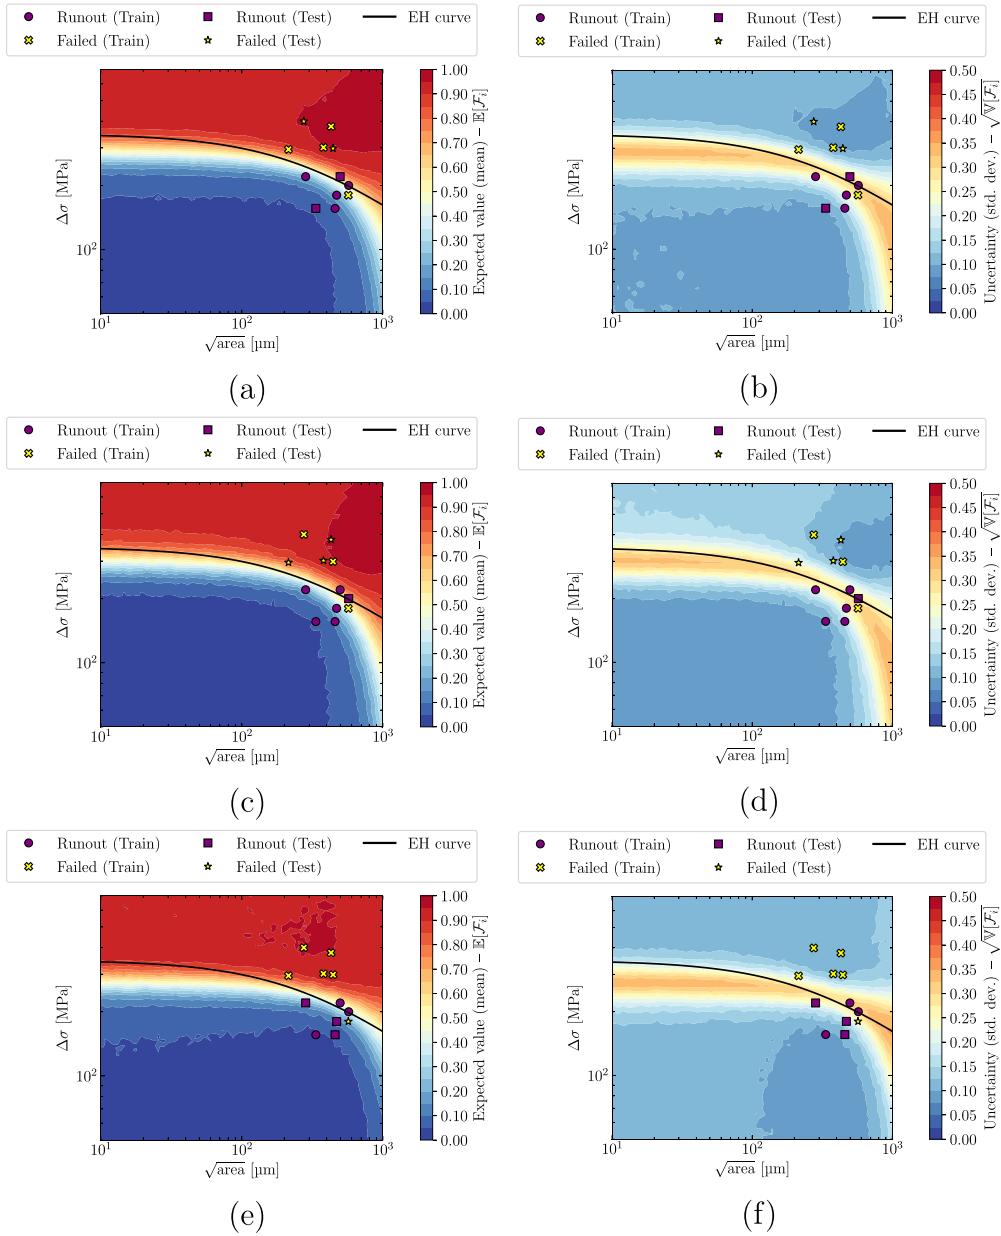 Runout (Train) Runout (Test) EH curve
Failed (Train) Failed (Test)
1.00
0.90
0.80
0.70
0.60
0.50
0.40
0.30
0.20
0.10
0.00
Expected value (mean) – 𝔼[ℱᵢ]
Δσ [MPa]
10²
10¹ 10² 10³
√area [µm]
(a)
Runout (Train) Runout (Test) EH curve
Failed (Train) Failed (Test)
0.50
0.45
0.40
0.35
0.30
0.25
0.20
0.15
0.10
0.05
0.00
Uncertainty (std. dev.) – √𝕍[ℱᵢ]
Δσ [MPa]
10²
10¹ 10² 10³
√area [µm]
(b)
Runout (Train) Runout (Test) EH curve
Failed (Train) Failed (Test)
1.00
0.90
0.80
0.70
0.60
0.50
0.40
0.30
0.20
0.10
0.00
Expected value (mean) – 𝔼[ℱᵢ]
Δσ [MPa]
10²
10¹ 10² 10³
√area [µm]
(c)
Runout (Train) Runout (Test) EH curve
Failed (Train) Failed (Test)
0.50
0.45
0.40
0.35
0.30
0.25
0.20
0.15
0.10
0.05
0.00
Uncertainty (std. dev.) – √𝕍[ℱᵢ]
Δσ [MPa]
10²
10¹ 10² 10³
√area [µm]
(d)
Runout (Train) Runout (Test) EH curve
Failed (Train) Failed (Test)
1.00
0.90
0.80
0.70
0.60
0.50
0.40
0.30
0.20
0.10
0.00
Expected value (mean) – 𝔼[ℱᵢ]
Δσ [MPa]
10²
10¹ 10² 10³
√area [µm]
(e)
Runout (Train) Runout (Test) EH curve
Failed (Train) Failed (Test)
0.50
0.45
0.40
0.35
0.30
0.25
0.20
0.15
0.10
0.05
0.00
Uncertainty (std. dev.) – √𝕍[ℱᵢ]
Δσ [MPa]
10²
10¹ 10² 10³
√area [µm]
(f)